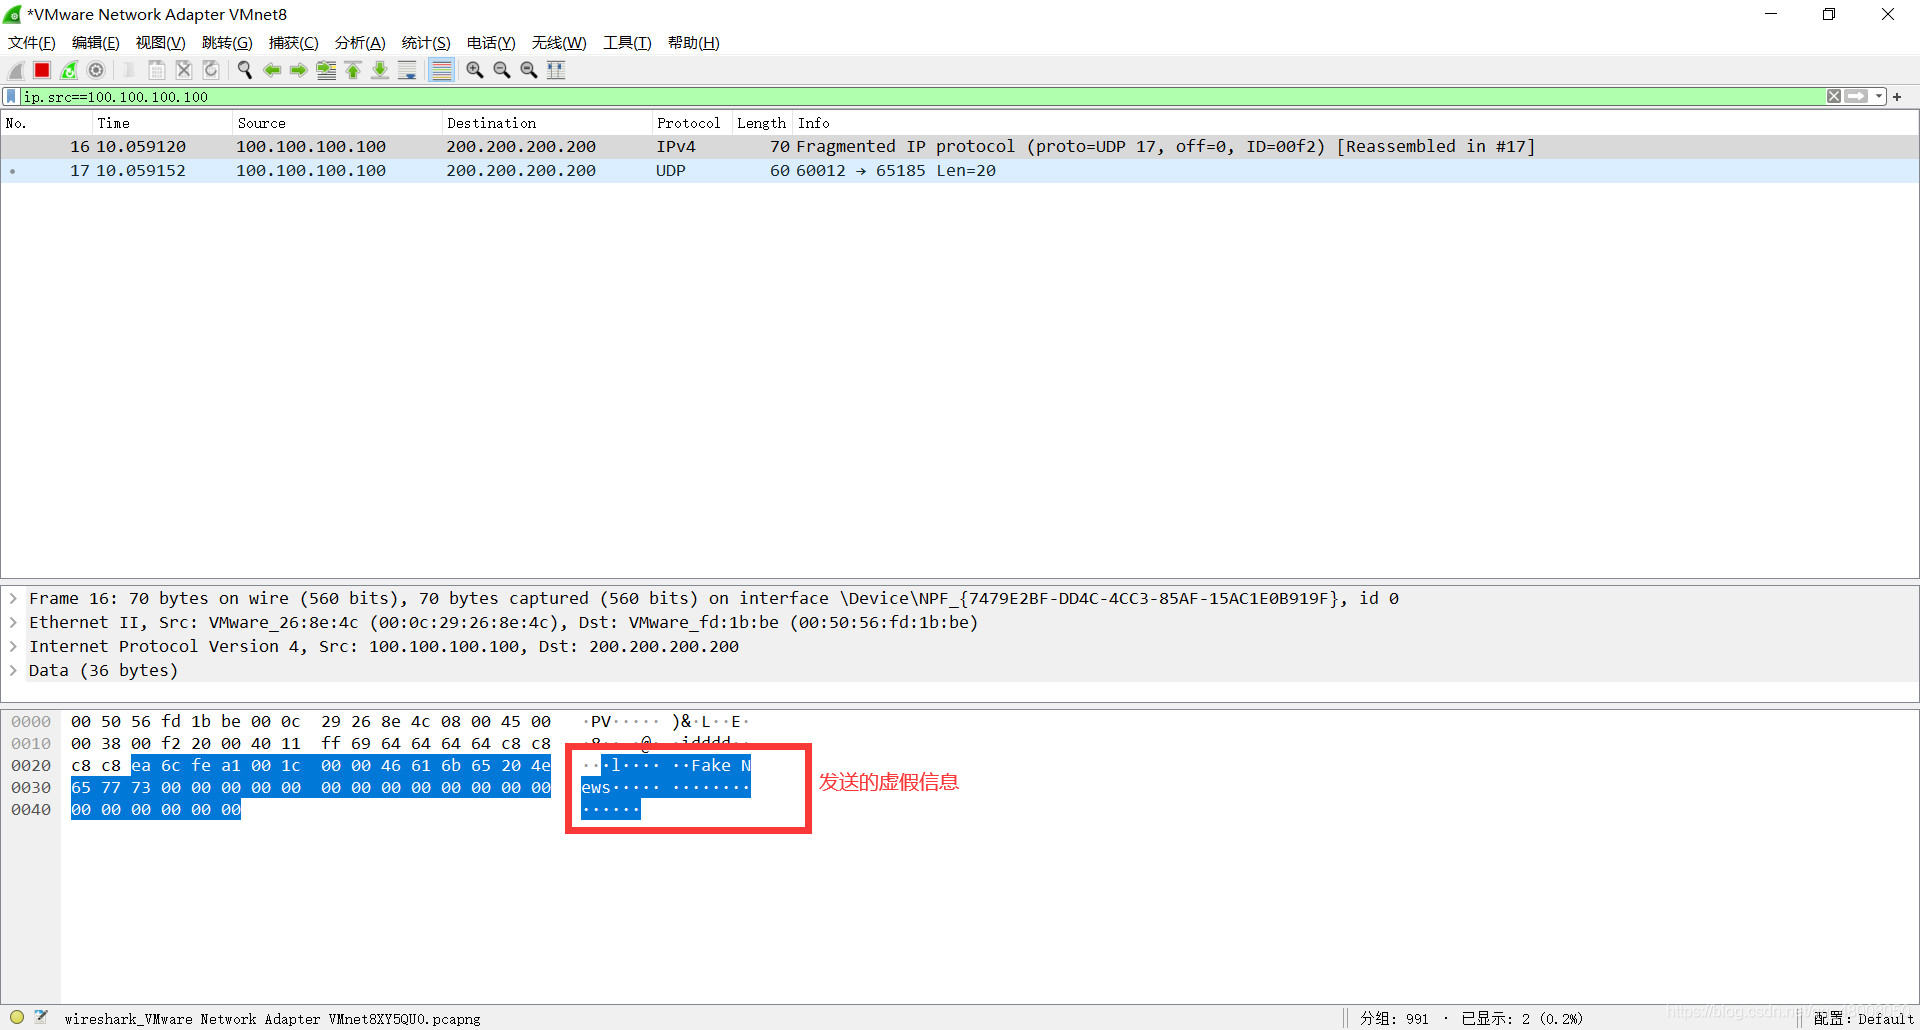 *VMware Network Adapter VMnet8
文件(F) 编辑(E) 视图(V) 跳转(G) 捕获(C) 分析(A) 统计(S) 电话(Y) 无线(W) 工具(T) 帮助(H)
ip.src==100.100.100.100
No. Time Source Destination Protocol Length Info
16 10.059120 100.100.100.100 200.200.200.200 IPv4 70 Fragmented IP protocol (proto=UDP 17, off=0, ID=00f2) [Reassembled in #17]
17 10.059152 100.100.100.100 200.200.200.200 UDP 60 60012 → 65185 Len=20
Frame 16: 70 bytes on wire (560 bits), 70 bytes captured (560 bits) on interface \Device\NPF_{7479E2BF-DD4C-4CC3-85AF-15AC1E0B919F}, id 0
Ethernet II, Src: VMware_26:8e:4c (00:0c:29:26:8e:4c), Dst: VMware_fd:1b:be (00:50:56:fd:1b:be)
Internet Protocol Version 4, Src: 100.100.100.100, Dst: 200.200.200.200
Data (36 bytes)
0000 00 50 56 fd 1b be 00 0c 29 26 8e 4c 08 00 45 00 ·PV····· )&·L··E·
0010 00 38 00 f2 20 00 40 11 ff 69 64 64 64 64 c8 c8 ·8·· ·@· ·idddd··
0020 c8 c8 ea 6c fe a1 00 1c 00 00 46 61 6b 65 20 4e ···l···· ··Fake N
0030 65 77 73 00 00 00 00 00 00 00 00 00 00 00 00 00 ews····· ········
0040 00 00 00 00 00 00 ······
发送的虚假信息
wireshark_VMware Network Adapter VMnet8XY5QU0.pcapng 分组: 991 · 已显示: 2 (0.2%) 配置: Default